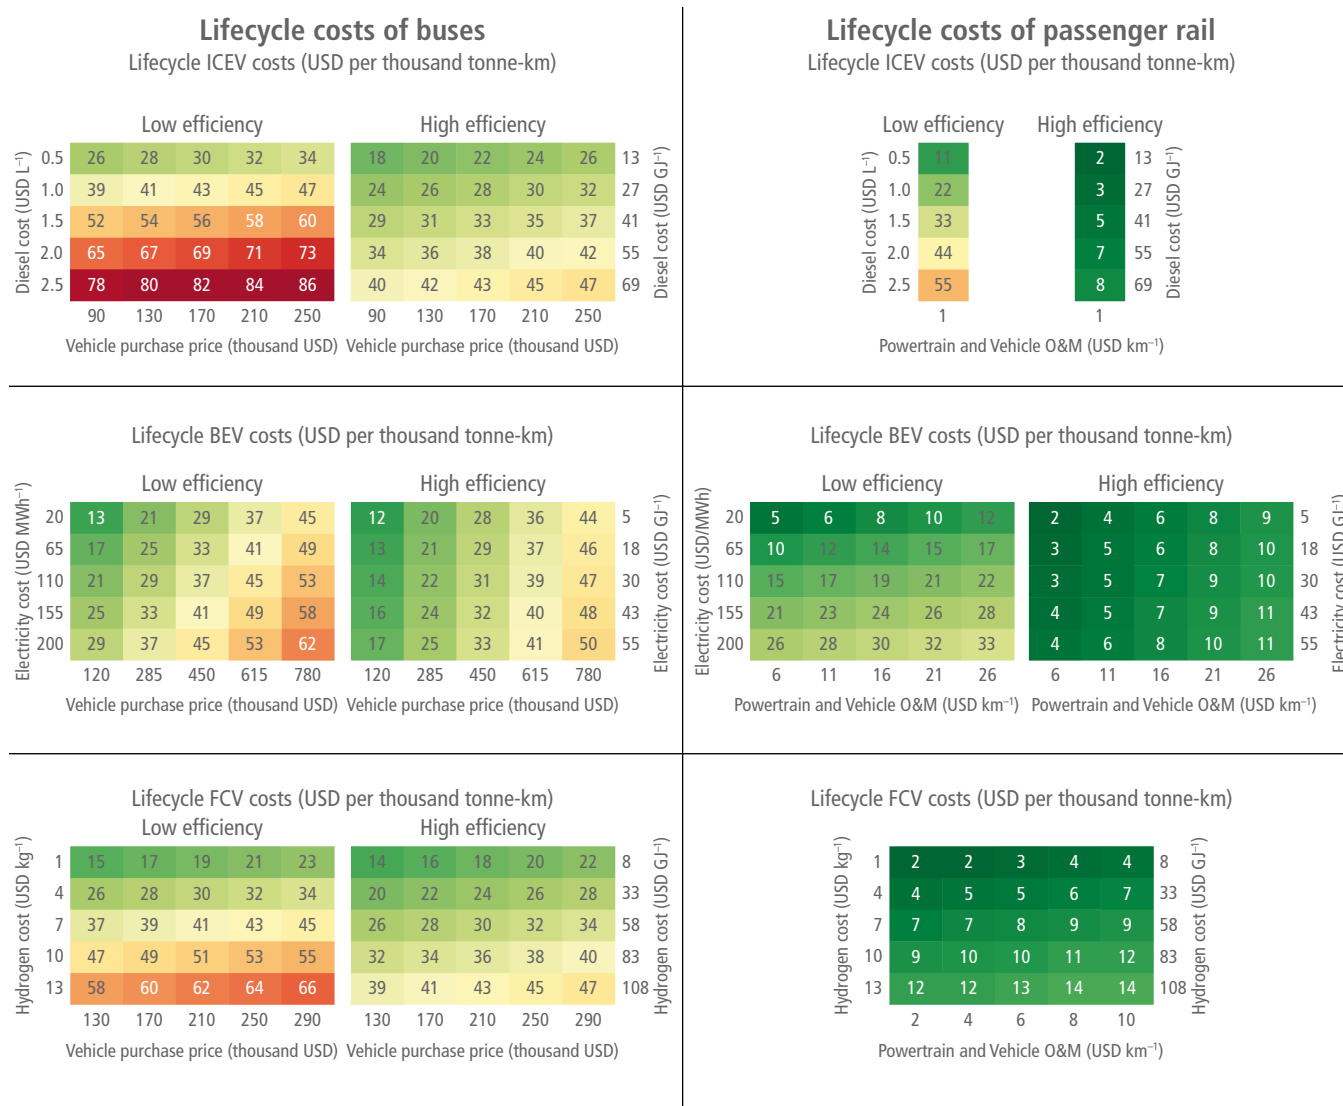 Lifecycle costs of buses
Lifecycle ICEV costs (USD per thousand tonne-km)
Low efficiency High efficiency
Diesel cost (USD L⁻¹)
0.5 26 28 30 32 34 18 20 22 24 26 13
1.0 39 41 43 45 47 24 26 28 30 32 27
1.5 52 54 56 58 60 29 31 33 35 37 41
2.0 65 67 69 71 73 34 36 38 40 42 55
2.5 78 80 82 84 86 40 42 43 45 47 69
Diesel cost (USD GJ⁻¹)
90 130 170 210 250 90 130 170 210 250
Vehicle purchase price (thousand USD) Vehicle purchase price (thousand USD)
Lifecycle costs of passenger rail
Lifecycle ICEV costs (USD per thousand tonne-km)
Low efficiency High efficiency
Diesel cost (USD L⁻¹)
0.5 11 2 13
1.0 22 3 27
1.5 33 5 41
2.0 44 7 55
2.5 55 8 69
Diesel cost (USD GJ⁻¹)
1 1
Powertrain and Vehicle O&M (USD km⁻¹)
Lifecycle BEV costs (USD per thousand tonne-km)
Low efficiency High efficiency
Electricity cost (USD MWh⁻¹)
20 13 21 29 37 45 12 20 28 36 44 5
65 17 25 33 41 49 13 21 29 37 46 18
110 21 29 37 45 53 14 22 31 39 47 30
155 25 33 41 49 58 16 24 32 40 48 43
200 29 37 45 53 62 17 25 33 41 50 55
Electricity cost (USD GJ⁻¹)
120 285 450 615 780 120 285 450 615 780
Vehicle purchase price (thousand USD) Vehicle purchase price (thousand USD)
Lifecycle BEV costs (USD per thousand tonne-km)
Low efficiency High efficiency
Electricity cost (USD/MWh)
20 5 6 8 10 12 2 4 6 8 9 5
65 10 12 14 15 17 3 5 6 8 10 18
110 15 17 19 21 22 3 5 7 9 10 30
155 21 23 24 26 28 4 5 7 9 11 43
200 26 28 30 32 33 4 6 8 10 11 55
Electricity cost (USD GJ⁻¹)
6 11 16 21 26 6 11 16 21 26
Powertrain and Vehicle O&M (USD km⁻¹) Powertrain and Vehicle O&M (USD km⁻¹)
Lifecycle FCV costs (USD per thousand tonne-km)
Low efficiency High efficiency
Hydrogen cost (USD kg⁻¹)
1 15 17 19 21 23 14 16 18 20 22 8
4 26 28 30 32 34 20 22 24 26 28 33
7 37 39 41 43 45 26 28 30 32 34 58
10 47 49 51 53 55 32 34 36 38 40 83
13 58 60 62 64 66 39 41 43 45 47 108
Hydrogen cost (USD GJ⁻¹)
130 170 210 250 290 130 170 210 250 290
Vehicle purchase price (thousand USD) Vehicle purchase price (thousand USD)
Lifecycle FCV costs (USD per thousand tonne-km)
Hydrogen cost (USD kg⁻¹)
1 2 2 3 4 4 8
4 4 5 5 6 7 33
7 7 7 8 9 9 58
10 9 10 10 11 12 83
13 12 12 13 14 14 108
Hydrogen cost (USD GJ⁻¹)
2 4 6 8 10
Powertrain and Vehicle O&M (USD km⁻¹)